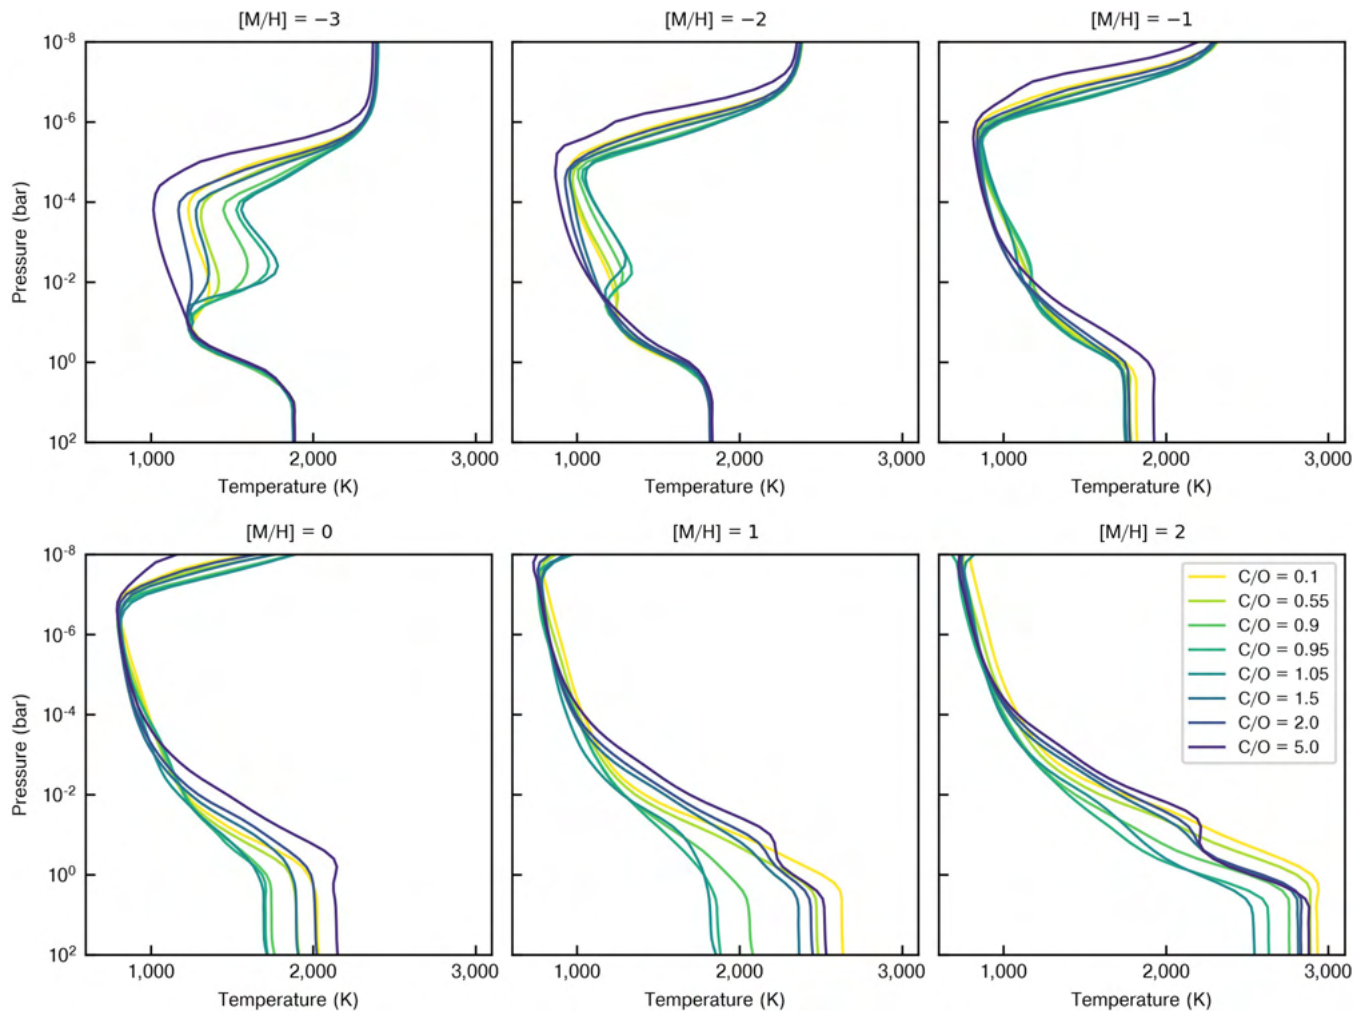 [M/H] = −3
[M/H] = −2
[M/H] = −1
10⁻⁸
10⁻⁶
10⁻⁴
10⁻²
10⁰
10²
Pressure (bar)
1,000 2,000 3,000
1,000 2,000 3,000
1,000 2,000 3,000
Temperature (K)
Temperature (K)
Temperature (K)
[M/H] = 0
[M/H] = 1
[M/H] = 2
10⁻⁸
10⁻⁶
10⁻⁴
10⁻²
10⁰
10²
Pressure (bar)
C/O = 0.1
C/O = 0.55
C/O = 0.9
C/O = 0.95
C/O = 1.05
C/O = 1.5
C/O = 2.0
C/O = 5.0
1,000 2,000 3,000
1,000 2,000 3,000
1,000 2,000 3,000
Temperature (K)
Temperature (K)
Temperature (K)